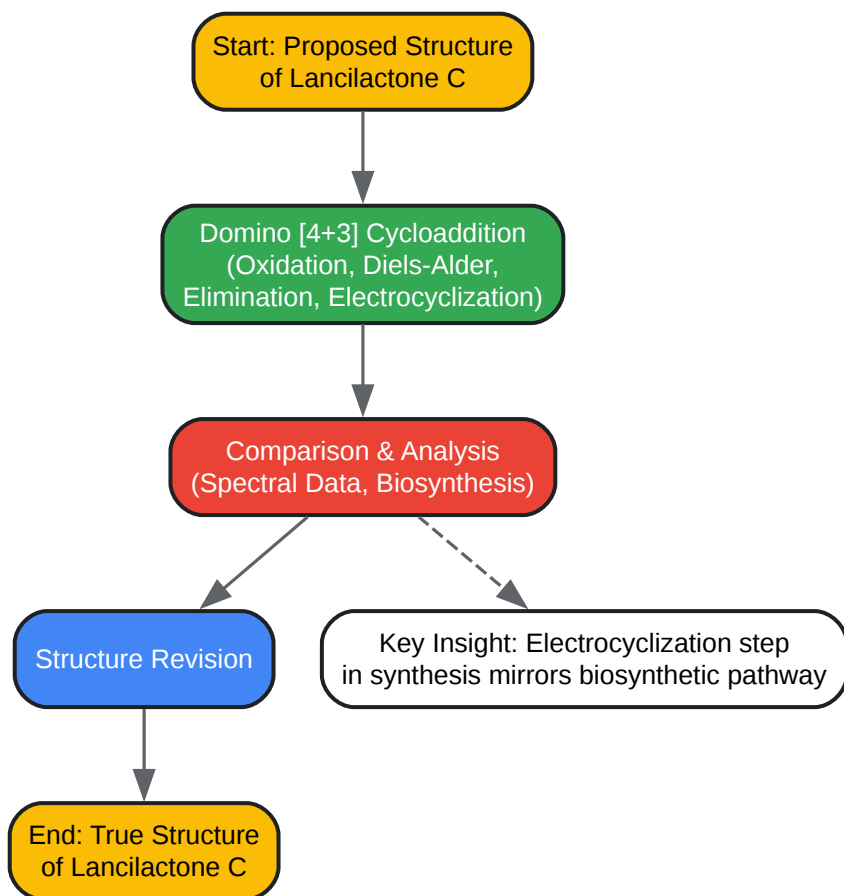 Start: Proposed Structure
of Lancilactone C
Domino [4+3] Cycloaddition
(Oxidation, Diels-Alder,
Elimination, Electrocyclization)
Comparison & Analysis
(Spectral Data, Biosynthesis)
Structure Revision
Key Insight: Electrocyclization step
in synthesis mirrors biosynthetic pathway
End: True Structure
of Lancilactone C